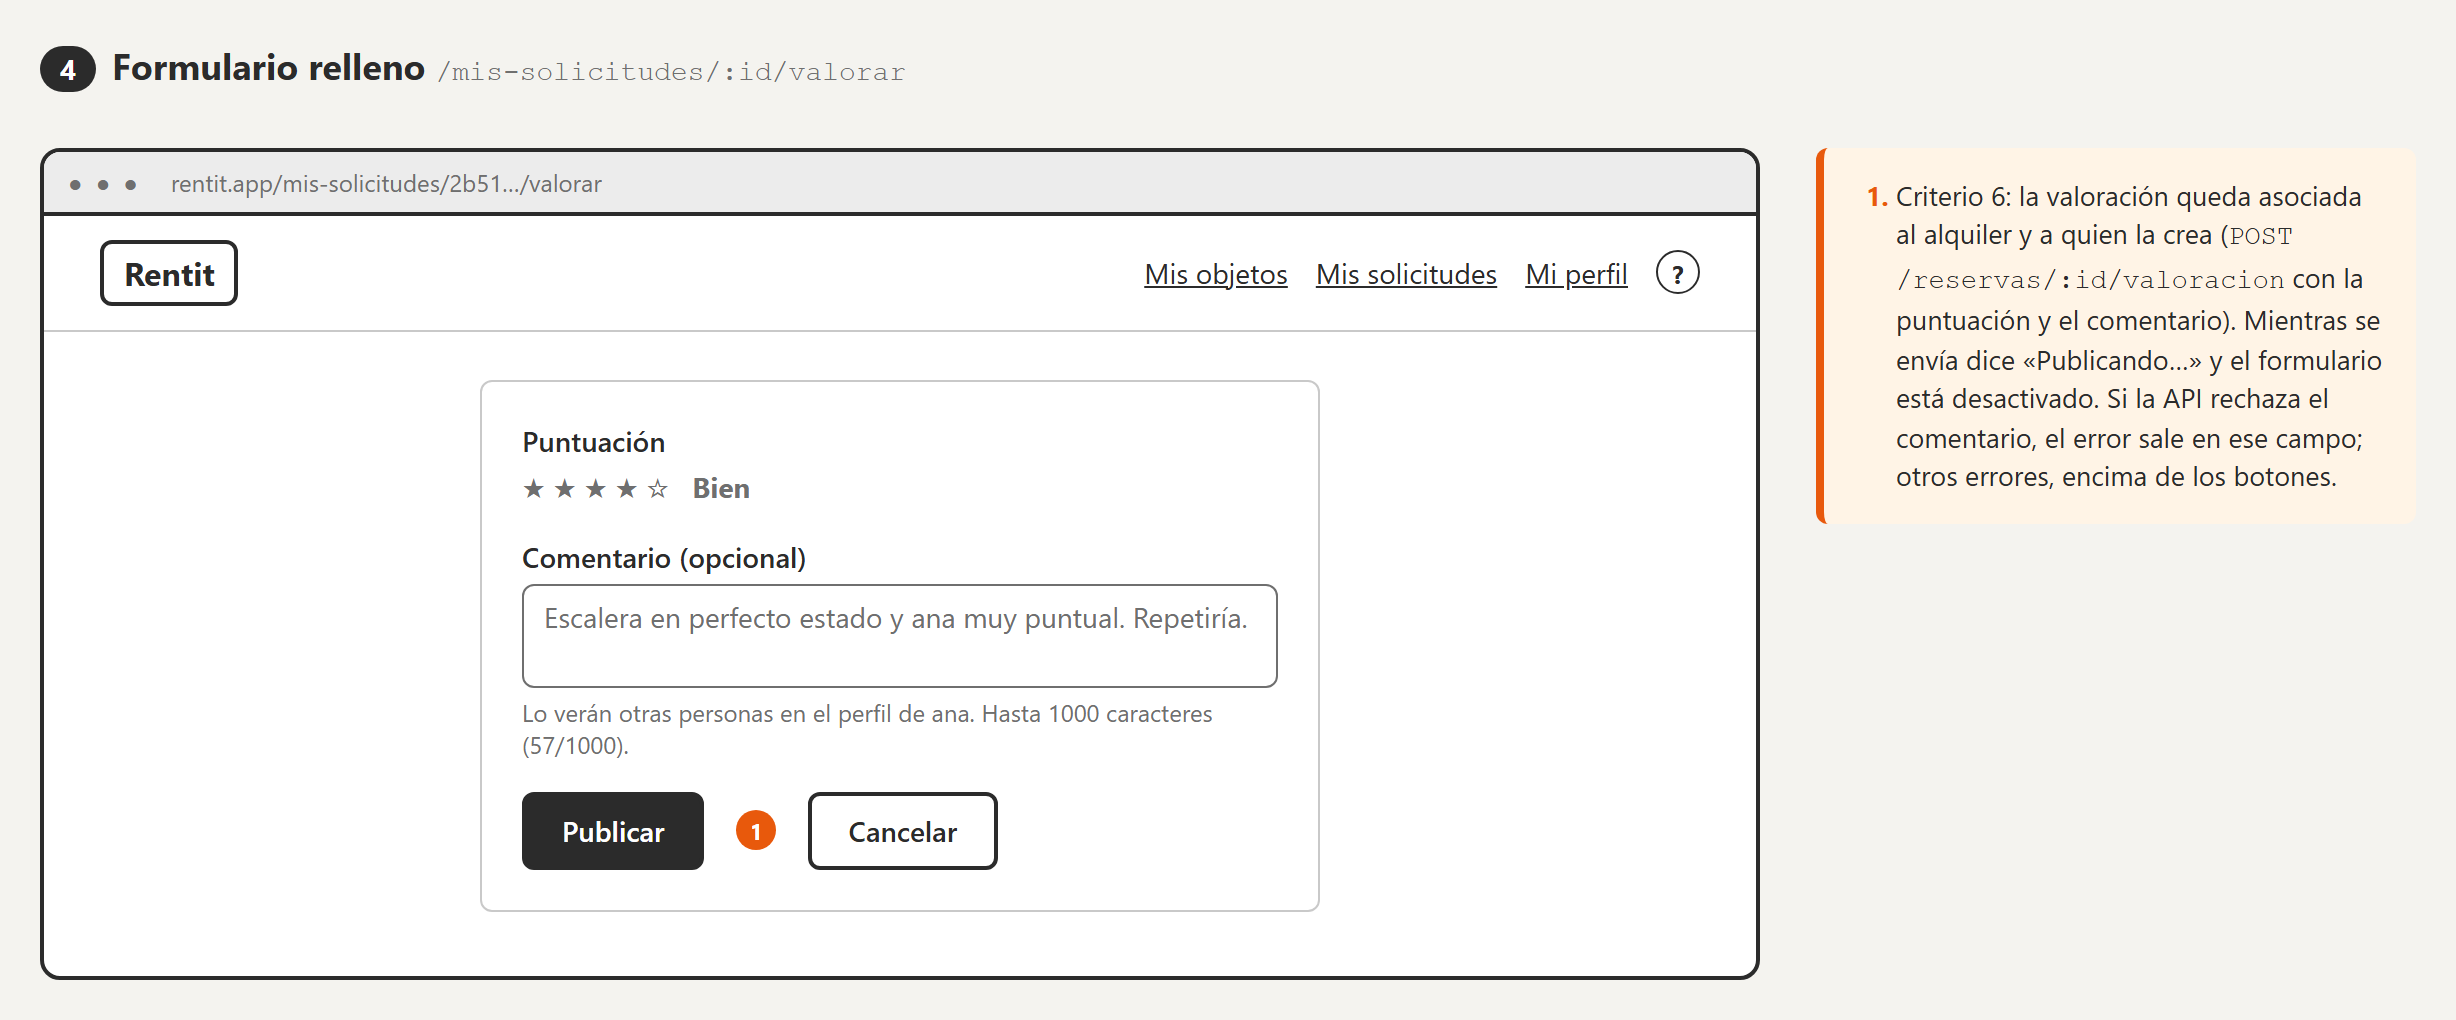 4 Formulario relleno /mis-solicitudes/:id/valorar
rentit.app/mis-solicitudes/2b51…/valorar
Rentit
Mis objetos Mis solicitudes Mi perfil ?
Puntuación
★ ★ ★ ★ ☆ Bien
Comentario (opcional)
Escalera en perfecto estado y ana muy puntual. Repetiría.
Lo verán otras personas en el perfil de ana. Hasta 1000 caracteres
(57/1000).
Publicar 1 Cancelar
1. Criterio 6: la valoración queda asociada
al alquiler y a quien la crea (POST
/reservas/:id/valoracion con la
puntuación y el comentario). Mientras se
envía dice «Publicando…» y el formulario
está desactivado. Si la API rechaza el
comentario, el error sale en ese campo;
otros errores, encima de los botones.